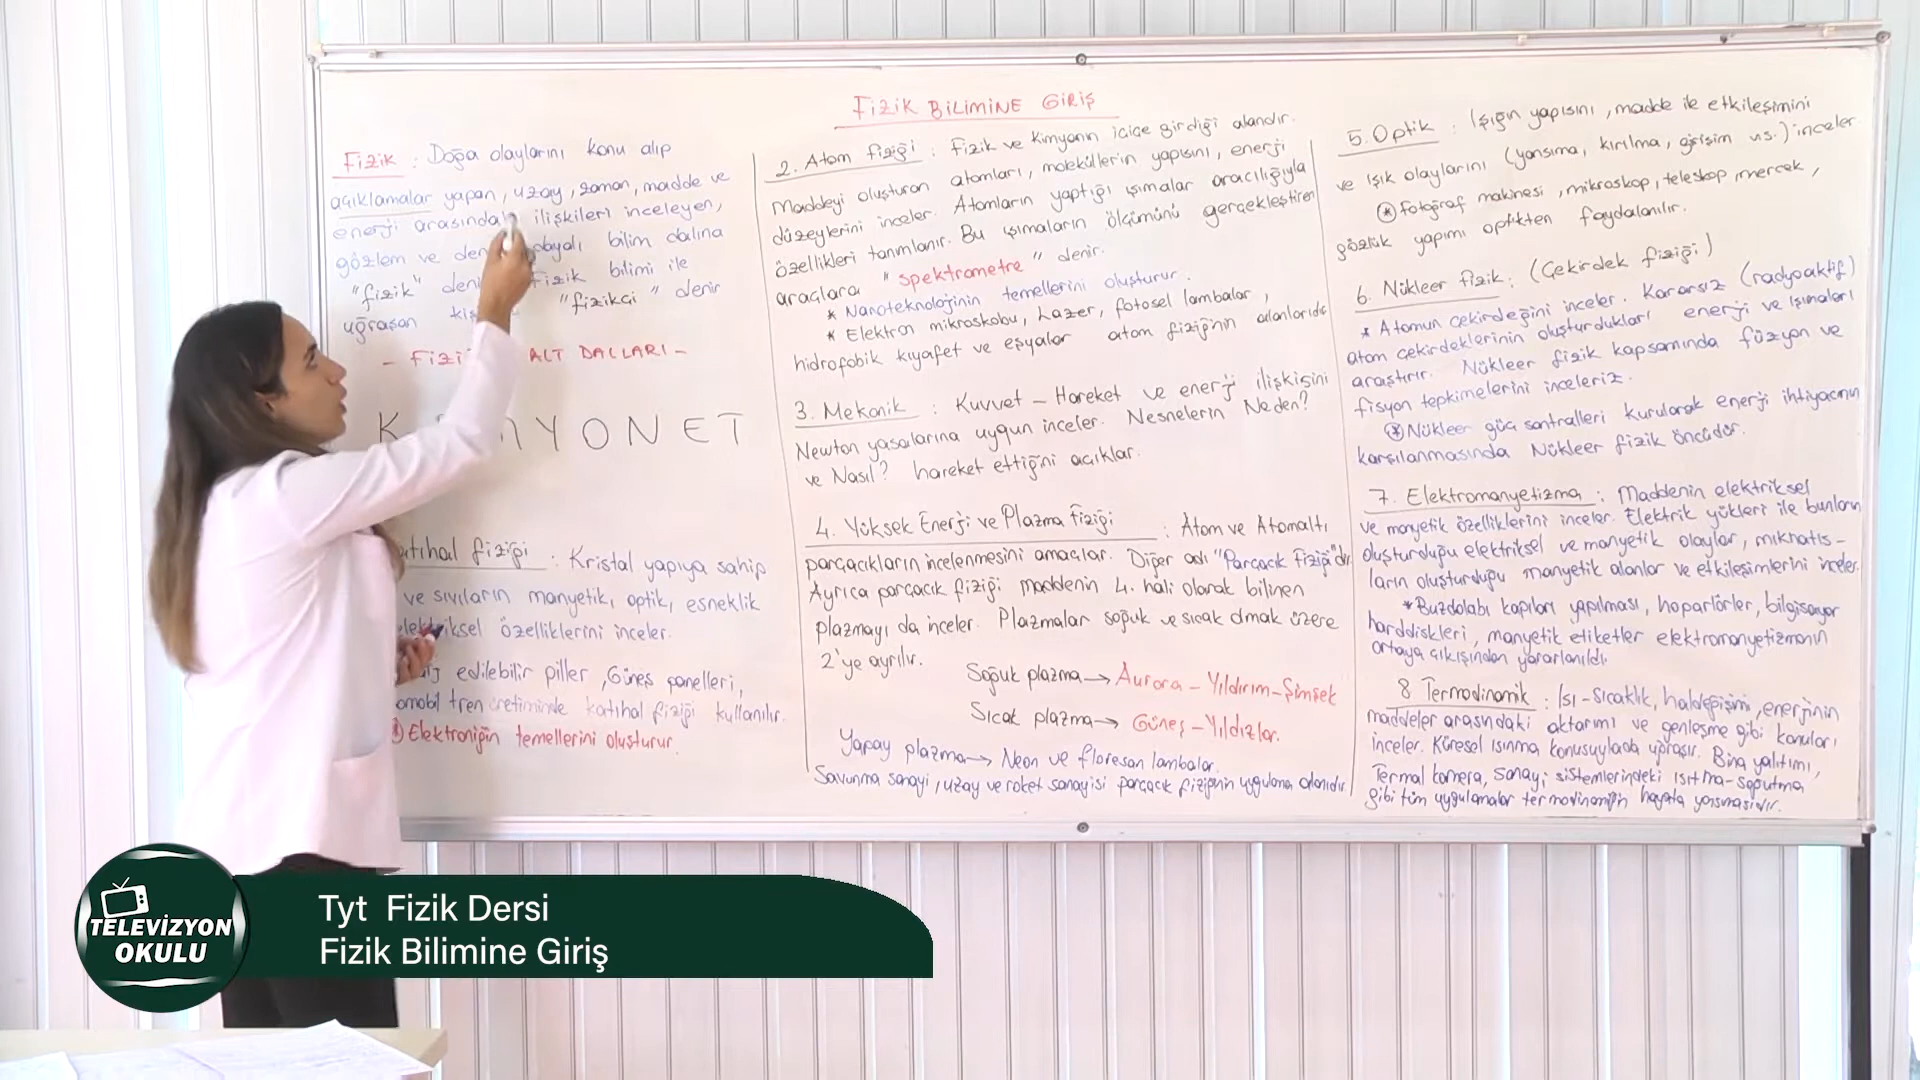 FİZİK BİLİMİNE GİRİŞ
Fizik : Doğa olaylarını konu alıp
açıklamalar yapan, uzay, zaman, madde ve
enerji arasında ilişkileri inceleyen,
gözlem ve dayalı bilim dalına
"fizik" Fizik bilimi ile
uğraşan "fizikçi" denir
ALT DALLARI -
K YONET
fiziği : Kristal yapıya sahip
ve sıvıların manyetik, optik, esneklik
özelliklerini inceler.
edilebilir piller, Güneş panelleri,
tren üretiminde katıhal fiziği kullanılır.
Elektroniğin temellerini oluşturur.
2. Atom fiziği : Fizik ve Kimyanın içiçe girdiği alandır.
Maddeyi oluşturan atomları, moleküllerin yapısını, enerji
düzeylerini inceler. Atomların yaptığı ışımalar aracılığıyla
özellikleri tanımlanır. Bu ışımaların ölçümünü gerçekleştiren
araçlara "spektrometre" denir.
* Nanoteknolojinin temellerini oluşturur.
* Elektron mikroskobu, Lazer, fotosel lambalar,
hidrofobik kıyafet ve eşyalar atom fiziğinin alanlarıdır
3. Mekanik : Kuvvet - Hareket ve enerji ilişkisini
Newton yasalarına uygun inceler. Nesnelerin Neden?
ve Nasıl? hareket ettiğini açıklar.
4. Yüksek Enerji ve Plazma Fiziği : Atom ve Atomaltı
parçacıkların incelenmesini amaçlar. Diğer adı "Parçacık Fiziği"dir
Ayrıca parçacık fiziği maddenin 4. hali olarak bilinen
plazmayı da inceler. Plazmalar soğuk ve sıcak olmak üzere
2'ye ayrılır.
Soğuk plazma → Aurora - Yıldırım - Şimşek
Sıcak plazma → Güneş - Yıldızlar.
Yapay plazma → Neon ve floresan lambalar.
Savunma sanayi, uzay ve roket sanayisi parçacık fiziğinin uygulama alanıdır
5. Optik : Işığın yapısını, madde ile etkileşimini
ve ışık olaylarını (yansıma, kırılma, girişim vs.) inceler.
* Fotoğraf makinesi, mikroskop, teleskop, mercek,
gözlük yapımı optikten faydalanılır.
6. Nükleer fizik : (Çekirdek fiziği)
* Atomun çekirdeğini inceler. Kararsız (radyoaktif)
atom çekirdeklerinin oluşturdukları enerji ve ışımaları
araştırır. Nükleer fizik kapsamında füzyon ve
fisyon tepkimelerini inceleriz.
* Nükleer güç santralleri kurularak enerji ihtiyacının
karşılanmasında Nükleer fizik öncüdür.
7. Elektromanyetizma : Maddenin elektriksel
ve manyetik özelliklerini inceler. Elektrik yükleri ile bunların
oluşturduğu elektriksel ve manyetik olaylar, mıknatıs-
ların oluşturduğu manyetik alanlar ve etkileşimlerini inceler.
* Buzdolabı kapıları yapılması, hoparlörler, bilgisayar
harddiskleri, manyetik etiketler elektromanyetizmanın
ortaya çıkışından yararlanıldı.
8 Termodinamik : Isı - sıcaklık, haldeğişimi, enerjinin
maddeler arasındaki aktarımı ve genleşme gibi konuları
inceler. Küresel ısınma konusuylada uğraşır. Bina yalıtımı,
Termal kamera, sanayi sistemlerindeki ısıtma-soğutma
gibi tüm uygulamalar termodinamiğin hayata yansımasıdır.
TELEVİZYON
OKULU
Tyt Fizik Dersi
Fizik Bilimine Giriş